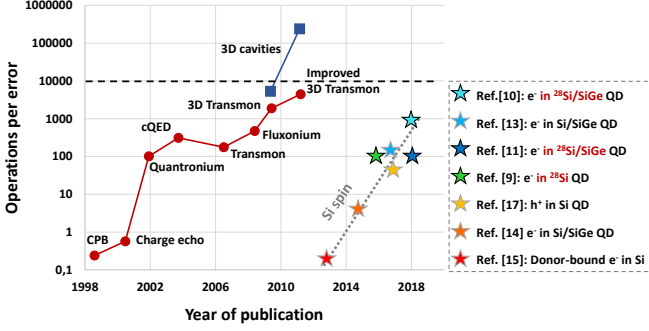 1000000
100000
10000
1000
100
10
1
0,1
Operations per error
1998
2002
2006
2010
2014
2018
Year of publication
3D cavities
Improved
3D Transmon
3D Transmon
cQED
Fluxonium
Transmon
Quantronium
CPB
Charge echo
Si spin
Ref.[10]: e- in 28Si/SiGe QD
Ref.[13]: e- in Si/SiGe QD
Ref.[11]: e- in 28Si/SiGe QD
Ref.[9]: e- in 28Si QD
Ref. [17]: h+ in Si QD
Ref. [14] e- in Si/SiGe QD
Ref. [15]: Donor-bound e- in Si